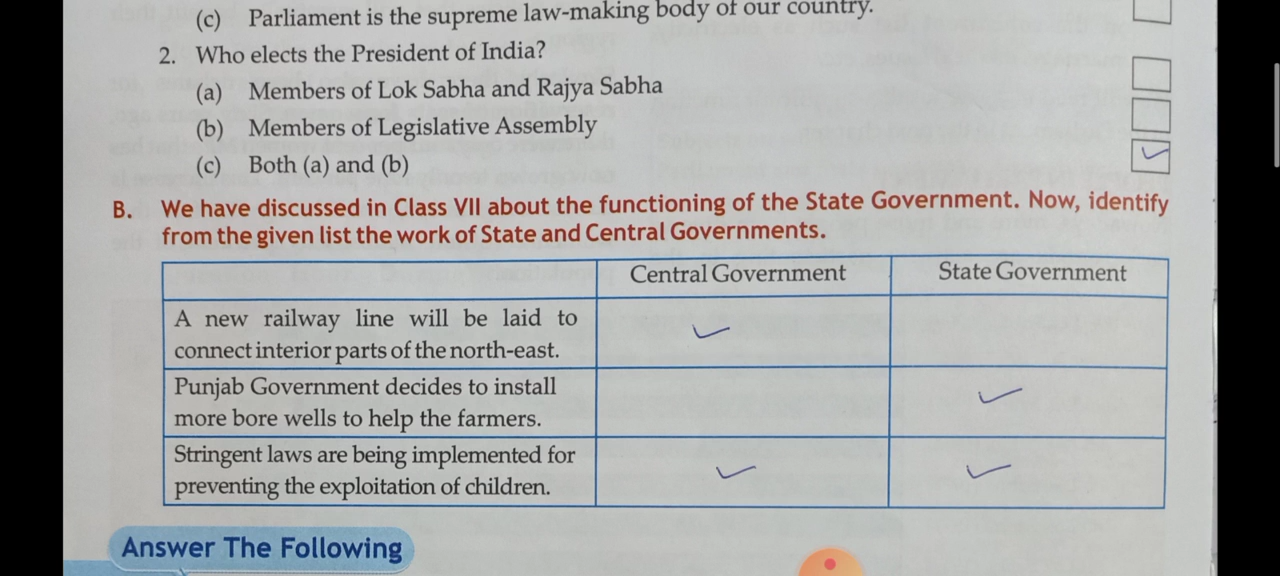 (c) Parliament is the supreme law-making body of our country.
2. Who elects the President of India?
(a) Members of Lok Sabha and Rajya Sabha
(b) Members of Legislative Assembly
(c) Both (a) and (b)
B. We have discussed in Class VII about the functioning of the State Government. Now, identify
from the given list the work of State and Central Governments.
Central Government State Government
A new railway line will be laid to
connect interior parts of the north-east.
Punjab Government decides to install
more bore wells to help the farmers.
Stringent laws are being implemented for
preventing the exploitation of children.
Answer The Following